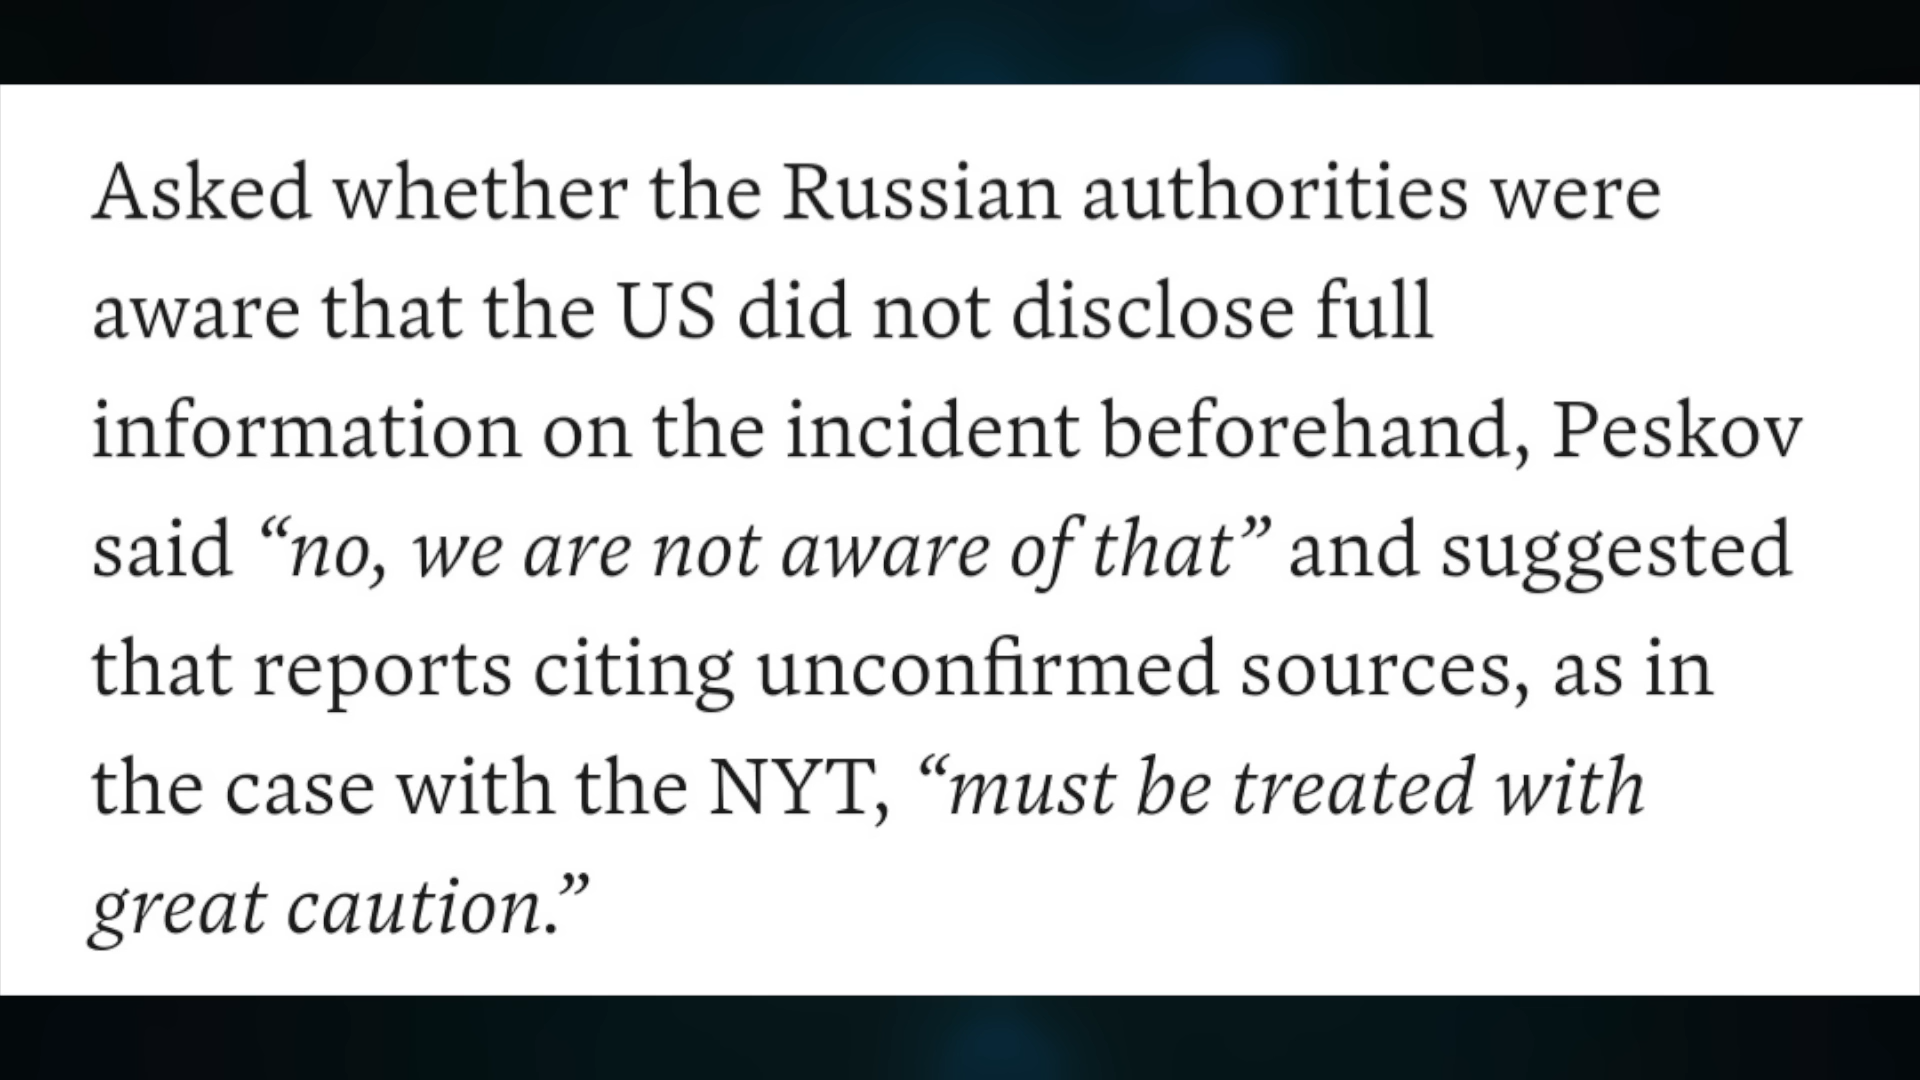 Asked whether the Russian authorities were
aware that the US did not disclose full
information on the incident beforehand, Peskov
said “no, we are not aware of that” and suggested
that reports citing unconfirmed sources, as in
the case with the NYT, “must be treated with
great caution.”